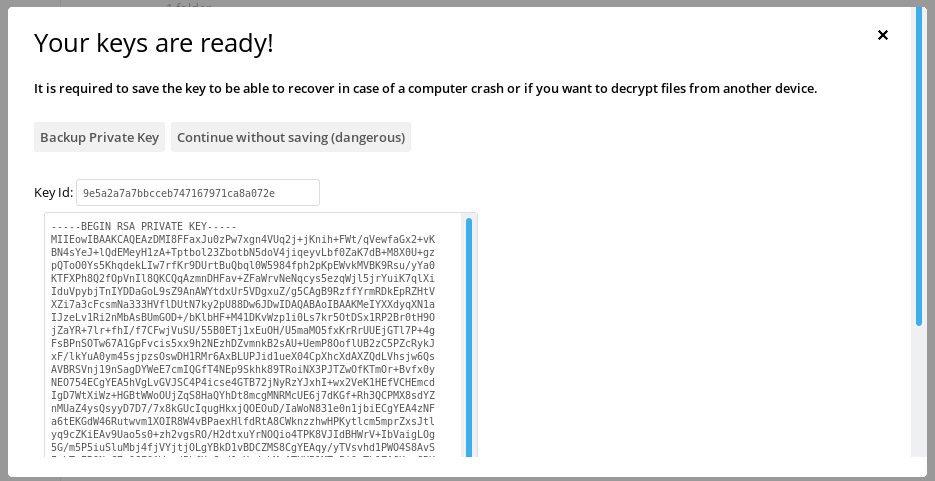 Your keys are ready!
It is required to save the key to be able to recover in case of a computer crash or if you want to decrypt files from another device.
Backup Private Key
Continue without saving (dangerous)
Key Id: 9e5a2a7a7bbcceb747167971ca8a072e
-----BEGIN RSA PRIVATE KEY-----
MIIEowIBAAKCAQEAzDMI8FFaxJu0zPw7xgn4VUq2j+jKnih+FWt/qVewfaGx2+vK
BN4sYeJ+lQdEMeyH1zA+Tptbol23ZbotbN5doV4jiqeyvLbf0ZaK7dB+M8X0U+gz
pQToO0Ys5KhqdekLIw7rfKr9DUrtBuQbql0W5984fph2pKpEWvkMVBK9Rsu/yYa0
KTFXPh8Q2fOpVnIl8QKCQqAzmnDHFav+ZFaWrvNeNqcys5ezqWjl5jrYuiK7qlXi
IduVpybjTnIYDDaGoL9sZ9AnAWYtdxUr5VDgxuZ/g5CAgB9RzffYrmRDkEpRZHtV
XZi7a3cFcsmNa333HVflDUtN7ky2pU88Dw6JDwIDAQABAoIBAAKMeIYXXdyqXN1a
IJzeLv1Ri2nMbAsBUmGOD+/bKlbHF+M41DKvWzp1i0Ls7kr5OtDSx1RP2Br0tH9O
jZaYR+7lr+fhI/f7CFwjVuSU/55B0ETj1xEuOH/U5maMO5fxKrRrUUEjGTl7P+4g
FsBPnSOTw67A1GpFvcis5xx9h2NEzhDZvmnkB2sAU+UemP8OoflUB2zC5PZcRykJ
xF/lkYuA0ym45sjpzsOswDH1RMr6AxBLUPJid1ueX04CpXhcXdAXZQdLVhsjw6Qs
AVBRSVnj19nSagDYWeE7cmIQGfT4NEp9Skhk89TRoiNX3PJTZwOfKTmOr+Bvfx0y
NEO754ECgYEA5hVgLvGVJSC4P4icse4GTB72jNyRzYJxhI+wx2VeK1HEfVCHEmcd
IgD7WtXiWz+HGBtWWoOUjZqS8HaQYhDt8mcgMNRMcUE6j7dKGf+Rh3QCPMX8sdYZ
nMUaZ4ysQsyyD7D7/7x8kGUcIqugHkxjQOEOuD/IaWoN831e0n1jbiECgYEA4zNF
a6tEKGdW46Rutwvm1XOIR8W4vBPaexHlfdRtA8CWknzzhwHPKytlcm5mprZxsJtl
yq9cZKiEAv9Uao5s0+zh2vgsRO/H2dtxuYrNOQio4TPK8VJIdBHWrV+IbVaigLOg
5G/m5P5iuSluMbj4fjVYjtjOLgYBkD1vBDCZMS8CgYEAqy/yTVsvhd1PWO4S8AvS